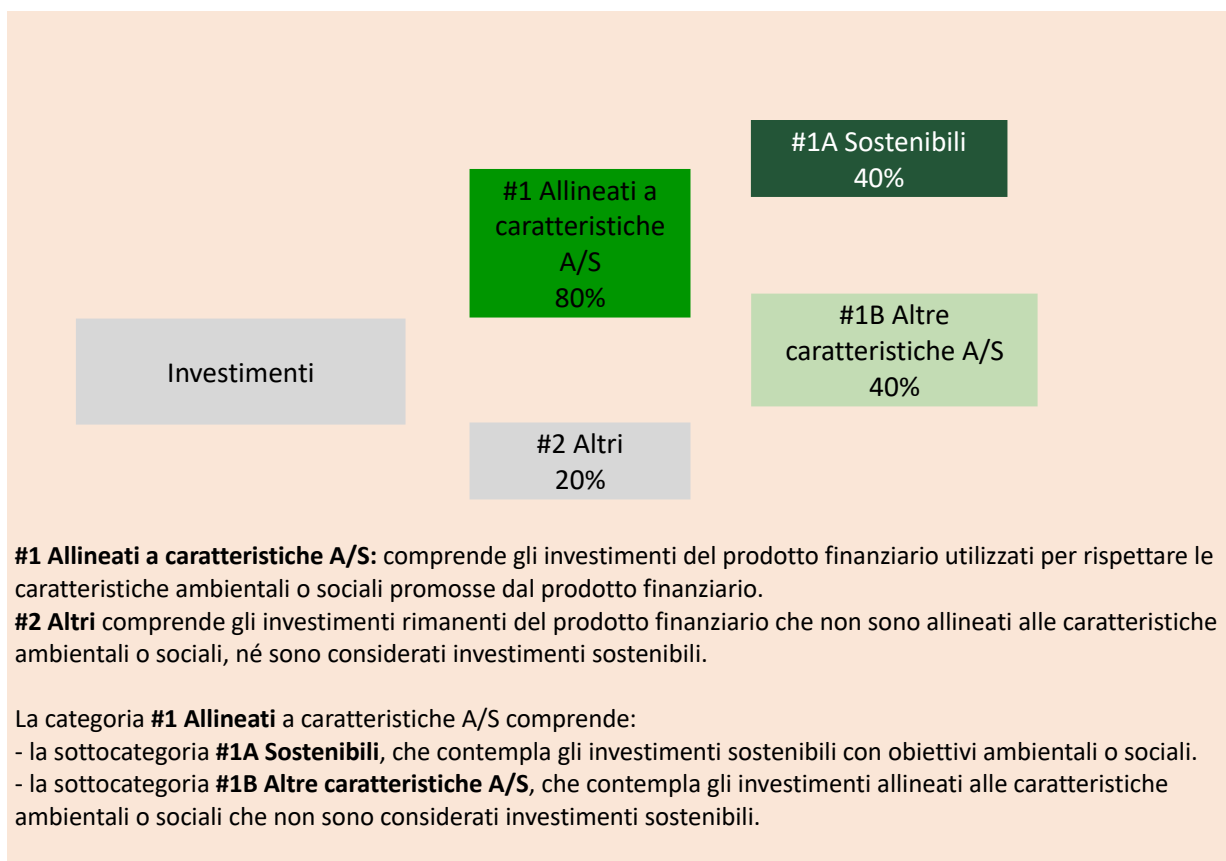 #1A Sostenibili
40%
#1 Allineati a
caratteristiche
A/S
80%
#1B Altre
caratteristiche A/S
40%
Investimenti
#2 Altri
20%
#1 Allineati a caratteristiche A/S: comprende gli investimenti del prodotto finanziario utilizzati per rispettare le
caratteristiche ambientali o sociali promosse dal prodotto finanziario.
#2 Altri comprende gli investimenti rimanenti del prodotto finanziario che non sono allineati alle caratteristiche
ambientali o sociali, né sono considerati investimenti sostenibili.
La categoria #1 Allineati a caratteristiche A/S comprende:
- la sottocategoria #1A Sostenibili, che contempla gli investimenti sostenibili con obiettivi ambientali o sociali.
- la sottocategoria #1B Altre caratteristiche A/S, che contempla gli investimenti allineati alle caratteristiche
ambientali o sociali che non sono considerati investimenti sostenibili.